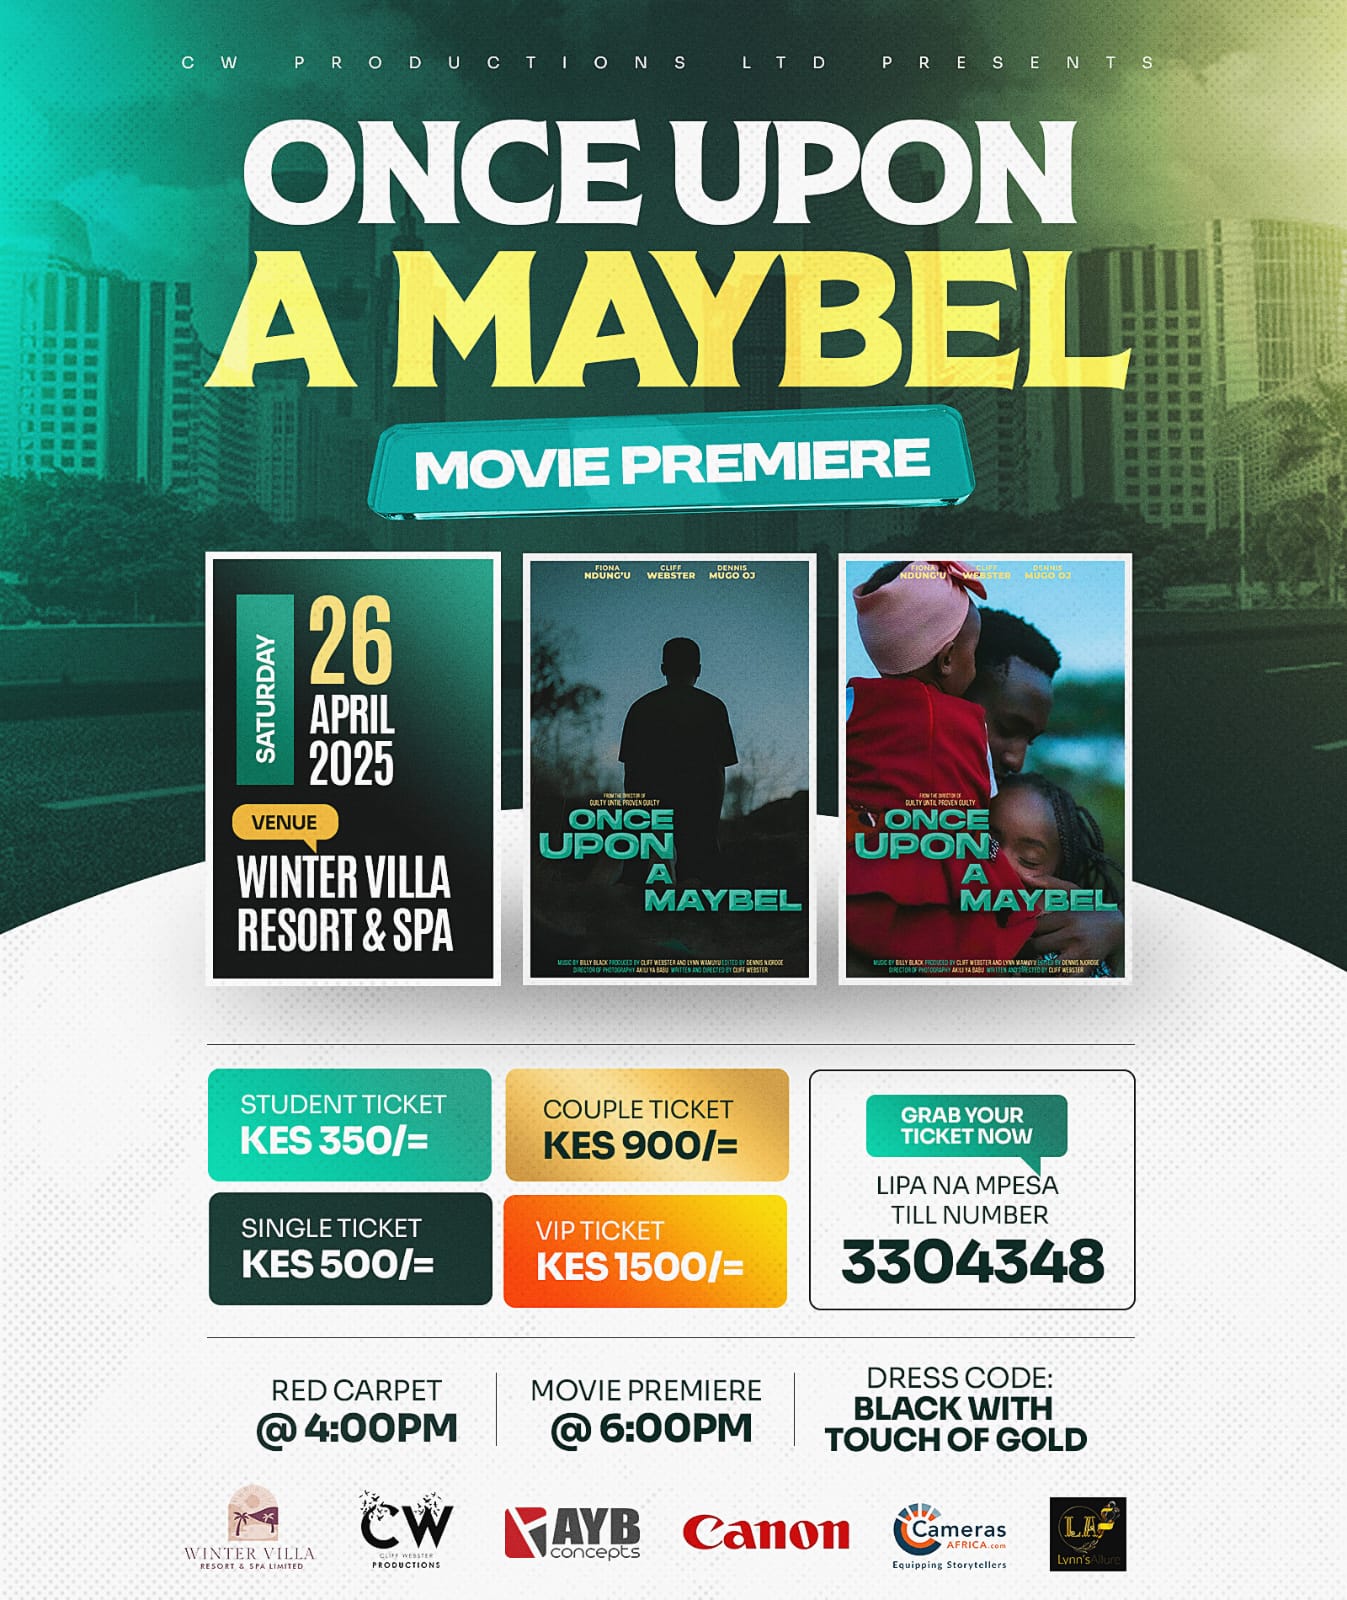 CW PRODUCTIONS LTD PRESENTS
ONCE UPON
A MAYBEL
MOVIE PREMIERE
SATURDAY
26
APRIL
2025
VENUE
WINTER VILLA
RESORT & SPA
FIONA NDUNG'U
CLIFF WEBSTER
DENNIS MUGO OJ
FROM THE DIRECTOR OF
GUILTY UNTIL PROVEN GUILTY
ONCE
UPON
A
MAYBEL
MUSIC BY BILLY BLACK PRODUCED BY CLIFF WEBSTER AND LYNN WAMUYU EDITED BY DENNIS NJOROGE
DIRECTOR OF PHOTOGRAPHY AKILI YA BABU WRITTEN AND DIRECTED BY CLIFF WEBSTER
FIONA NDUNG'U
CLIFF WEBSTER
DENNIS MUGO OJ
FROM THE DIRECTOR OF
GUILTY UNTIL PROVEN GUILTY
ONCE
UPON
A
MAYBEL
MUSIC BY BILLY BLACK PRODUCED BY CLIFF WEBSTER AND LYNN WAMUYU EDITED BY DENNIS NJOROGE
DIRECTOR OF PHOTOGRAPHY AKILI YA BABU WRITTEN AND DIRECTED BY CLIFF WEBSTER
STUDENT TICKET
KES 350/=
COUPLE TICKET
KES 900/=
SINGLE TICKET
KES 500/=
VIP TICKET
KES 1500/=
GRAB YOUR
TICKET NOW
LIPA NA MPESA
TILL NUMBER
3304348
RED CARPET
@ 4:00PM
MOVIE PREMIERE
@ 6:00PM
DRESS CODE:
BLACK WITH
TOUCH OF GOLD
WINTER VILLA
RESORT & SPA LIMITED
CW
CLIFF WEBSTER
PRODUCTIONS
AYB
concepts
Canon
Cameras
AFRICA.com
Equipping Storytellers
LA
Lynn'sAllure